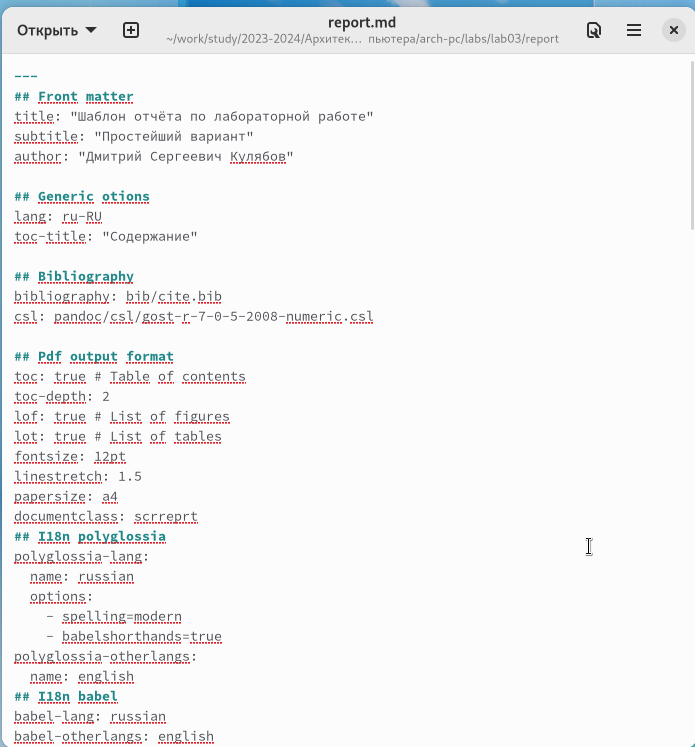 Открыть
report.md
~/work/study/2023-2024/Архитек… пьютера/arch-pc/labs/lab03/report
---
## Front matter
title: "Шаблон отчёта по лабораторной работе"
subtitle: "Простейший вариант"
author: "Дмитрий Сергеевич Кулябов"
## Generic otions
lang: ru-RU
toc-title: "Содержание"
## Bibliography
bibliography: bib/cite.bib
csl: pandoc/csl/gost-r-7-0-5-2008-numeric.csl
## Pdf output format
toc: true # Table of contents
toc-depth: 2
lof: true # List of figures
lot: true # List of tables
fontsize: 12pt
linestretch: 1.5
papersize: a4
documentclass: scrreprt
## I18n polyglossia
polyglossia-lang:
  name: russian
  options:
    - spelling=modern
    - babelshorthands=true
polyglossia-otherlangs:
  name: english
## I18n babel
babel-lang: russian
babel-otherlangs: english